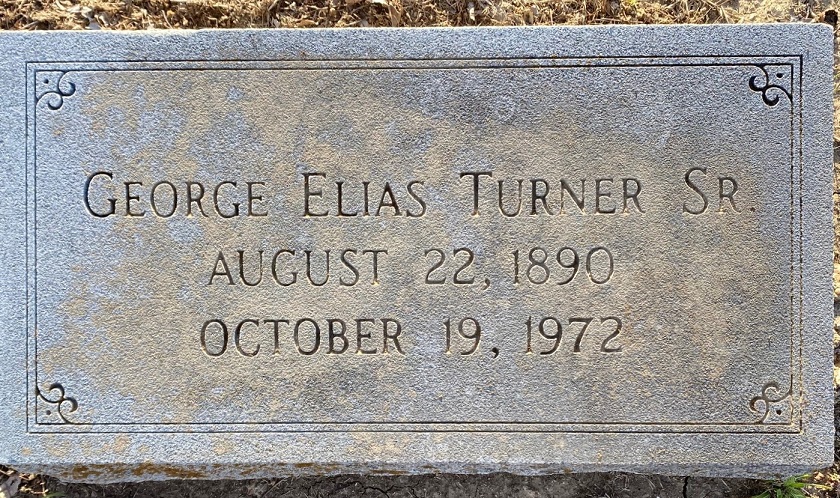 George Elias Turner Sr.
AUGUST 22, 1890
OCTOBER 19, 1972